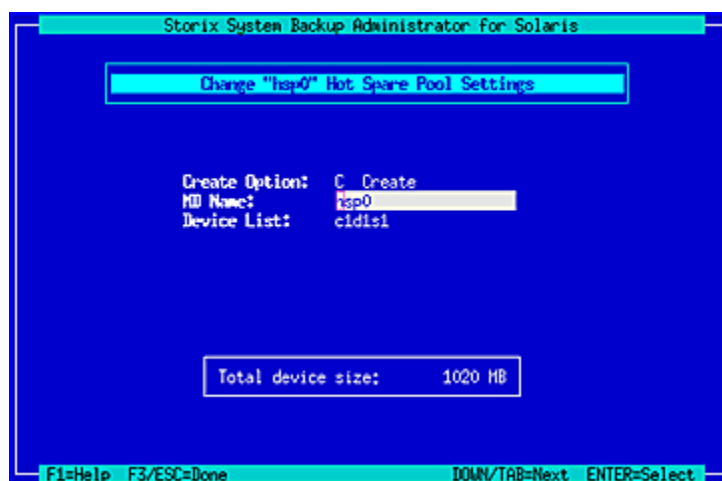 Storix System Backup Administrator for Solaris
Change "hsp0" Hot Spare Pool Settings
Create Option: C Create
MD Name: hsp0
Device List: c1d1s1
Total device size: 1020 MB
F1=Help F3/ESC=Done DOWN/TAB=Next ENTER=Select